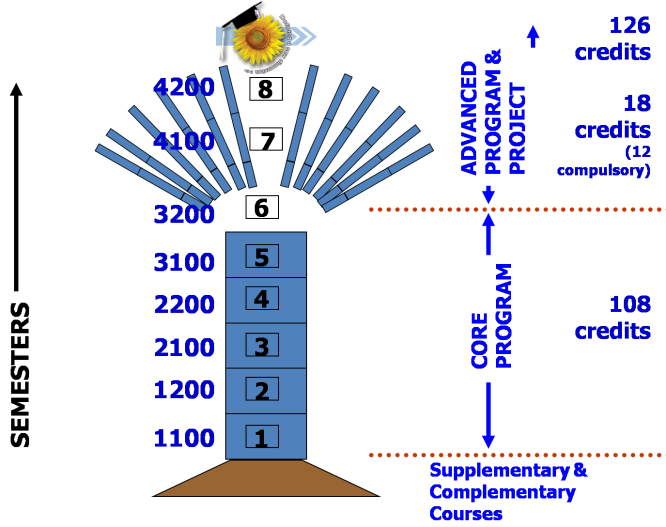 126
credits
4200
8
18
credits
(12
compulsory)
ADVANCED
PROGRAM &
PROJECT
4100
7
3200
6
3100
5
2200
4
108
credits
CORE
PROGRAM
2100
3
1200
2
SEMESTERS
1100
1
Supplementary &
Complementary
Courses